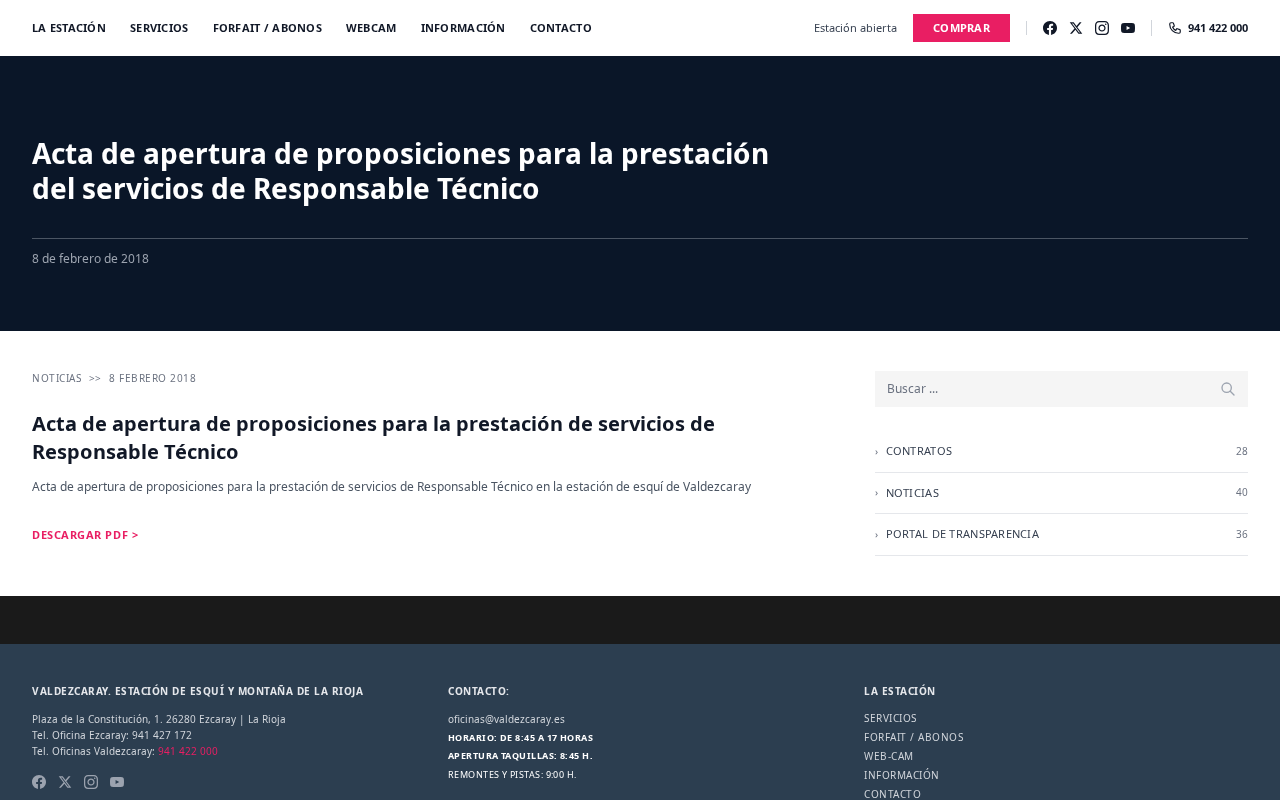 LA ESTACIÓN SERVICIOS FORFAIT / ABONOS WEBCAM INFORMACIÓN CONTACTO Estación abierta COMPRAR 941 422 000
Acta de apertura de proposiciones para la prestación
del servicios de Responsable Técnico
8 de febrero de 2018
NOTICIAS >> 8 FEBRERO 2018
Acta de apertura de proposiciones para la prestación de servicios de
Responsable Técnico
Acta de apertura de proposiciones para la prestación de servicios de Responsable Técnico en la estación de esquí de Valdezcaray
DESCARGAR PDF >
Buscar ...
› CONTRATOS 28
› NOTICIAS 40
› PORTAL DE TRANSPARENCIA 36
VALDEZCARAY. ESTACIÓN DE ESQUÍ Y MONTAÑA DE LA RIOJA
Plaza de la Constitución, 1. 26280 Ezcaray | La Rioja
Tel. Oficina Ezcaray: 941 427 172
Tel. Oficinas Valdezcaray: 941 422 000
CONTACTO:
oficinas@valdezcaray.es
HORARIO: DE 8:45 A 17 HORAS
APERTURA TAQUILLAS: 8:45 H.
REMONTES Y PISTAS: 9:00 H.
LA ESTACIÓN
SERVICIOS
FORFAIT / ABONOS
WEB-CAM
INFORMACIÓN
CONTACTO